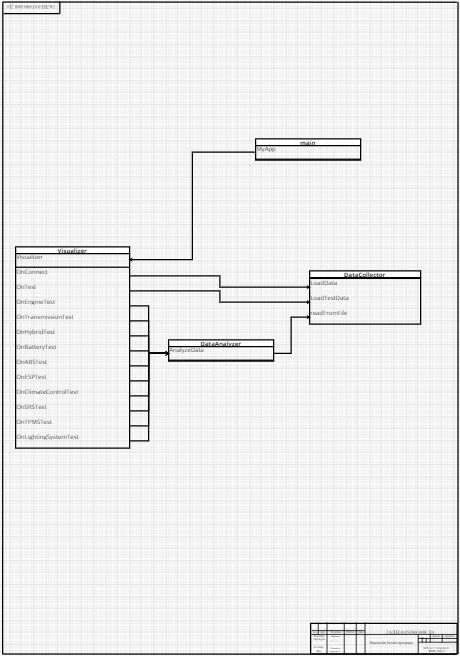 main
MyApp
Visualizer
Visualizer
OnConnect
OnTest
OnEngineTest
OnTransmissionTest
OnHybridTest
OnBatteryTest
OnABSTest
OnESPTest
OnClimateControlTest
OnSRSTest
OnTPMSTest
OnLightingSystemTest
DataCollector
LoadData
LoadTestData
readFromFile
DataAnalyzer
AnalyzeData